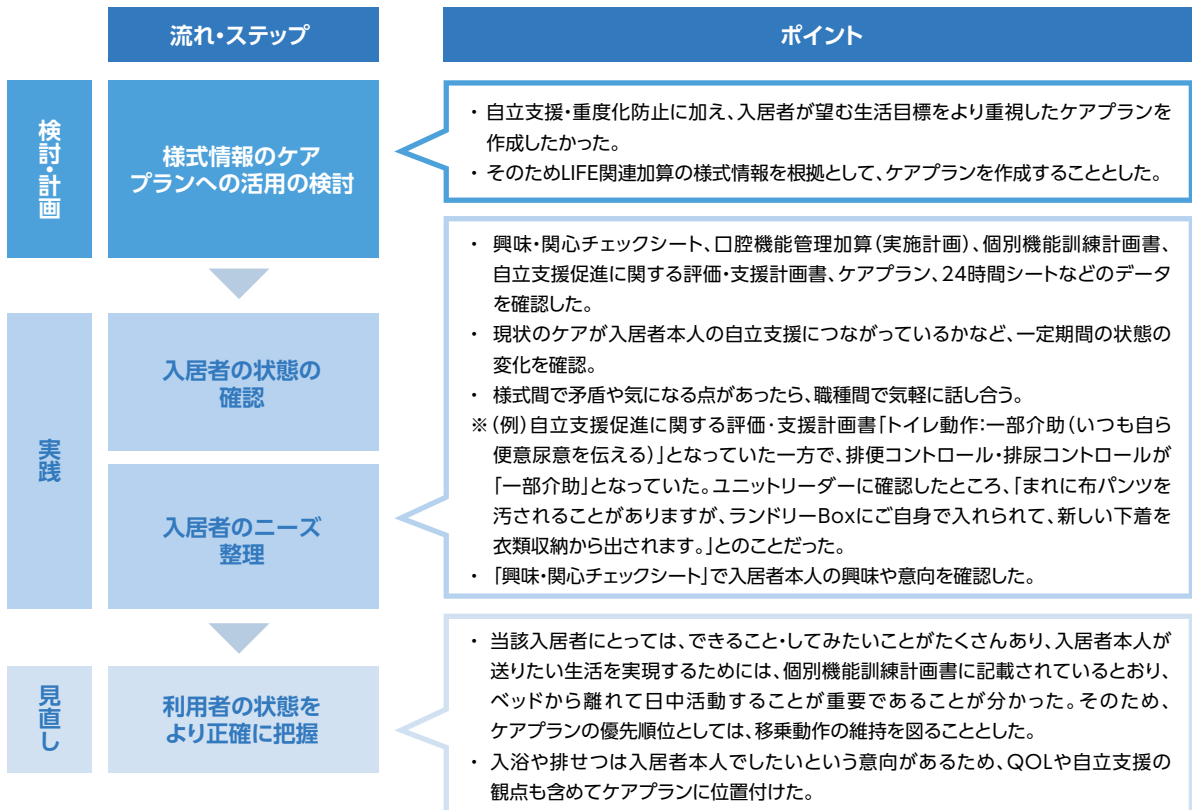 流れ・ステップ
ポイント
検討・計画
様式情報のケア
プランへの活用の検討
・ 自立支援・重度化防止に加え、入居者が望む生活目標をより重視したケアプランを
作成したかった。
・ そのためLIFE関連加算の様式情報を根拠として、ケアプランを作成することとした。
実践
入居者の状態の
確認
入居者のニーズ
整理
・ 興味・関心チェックシート、口腔機能管理加算(実施計画)、個別機能訓練計画書、
自立支援促進に関する評価・支援計画書、ケアプラン、24時間シートなどのデータ
を確認した。
・ 現状のケアが入居者本人の自立支援につながっているかなど、一定期間の状態の
変化を確認。
・ 様式間で矛盾や気になる点があったら、職種間で気軽に話し合う。
※(例)自立支援促進に関する評価・支援計画書「トイレ動作:一部介助(いつも自ら
便意尿意を伝える)」となっていた一方で、排便コントロール・排尿コントロールが
「一部介助」となっていた。ユニットリーダーに確認したところ、「まれに布パンツを
汚されることがありますが、ランドリーBoxにご自身で入れられて、新しい下着を
衣類収納から出されます。」とのことだった。
・ 「興味・関心チェックシート」で入居者本人の興味や意向を確認した。
見直し
利用者の状態を
より正確に把握
・ 当該入居者にとっては、できること・してみたいことがたくさんあり、入居者本人が
送りたい生活を実現するためには、個別機能訓練計画書に記載されているとおり、
ベッドから離れて日中活動することが重要であることが分かった。そのため、
ケアプランの優先順位としては、移乗動作の維持を図ることとした。
・ 入浴や排せつは入居者本人でしたいという意向があるため、QOLや自立支援の
観点も含めてケアプランに位置付けた。